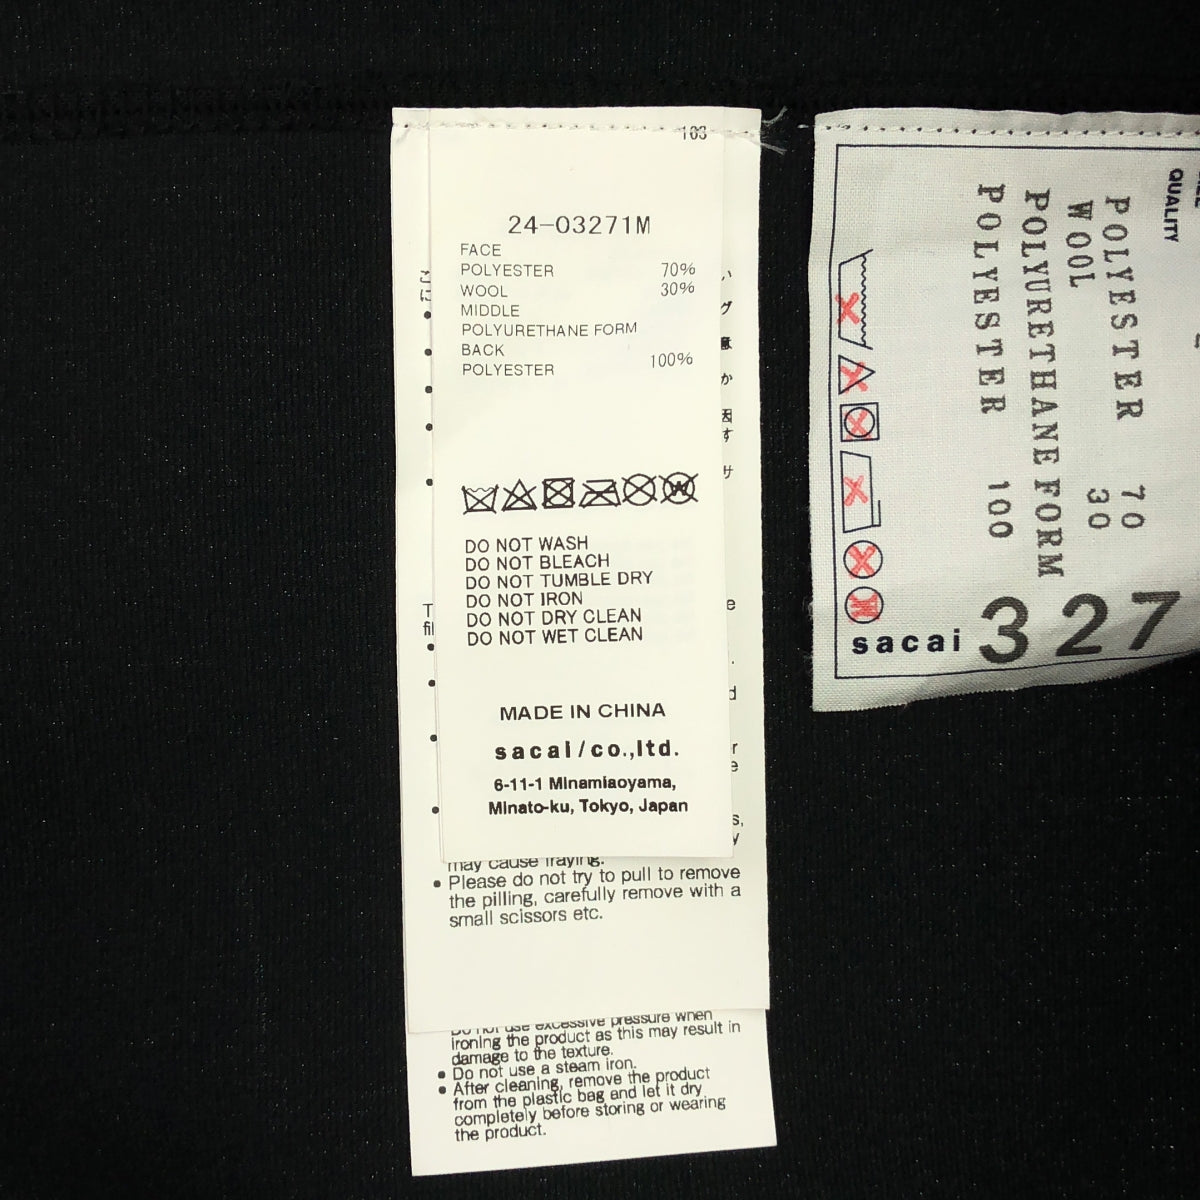 103
24-03271M
FACE
POLYESTER 70%
WOOL 30%
MIDDLE
POLYURETHANE FORM
BACK
POLYESTER 100%
DO NOT WASH
DO NOT BLEACH
DO NOT TUMBLE DRY
DO NOT IRON
DO NOT DRY CLEAN
DO NOT WET CLEAN
MADE IN CHINA
sacai/co.,ltd.
6-11-1 Minamiaoyama,
Minato-ku, Tokyo, Japan
may cause fraying.
• Please do not try to pull to remove
the pilling, carefully remove with a
small scissors etc.
Do not use excessive pressure when
ironing the product as this may result in
damage to the texture.
• Do not use a steam iron.
• After cleaning, remove the product
from the plastic bag and let it dry
completely before storing or wearing
the product.
QUALITY
POLYESTER 70
WOOL 30
POLYURETHANE FORM
POLYESTER 100
sacai 327